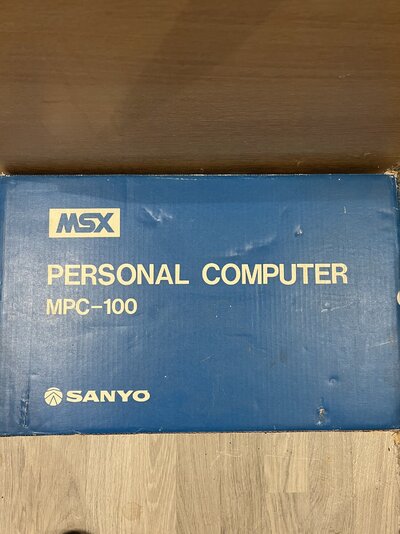 MSX
PERSONAL COMPUTER
MPC-100
SANYO